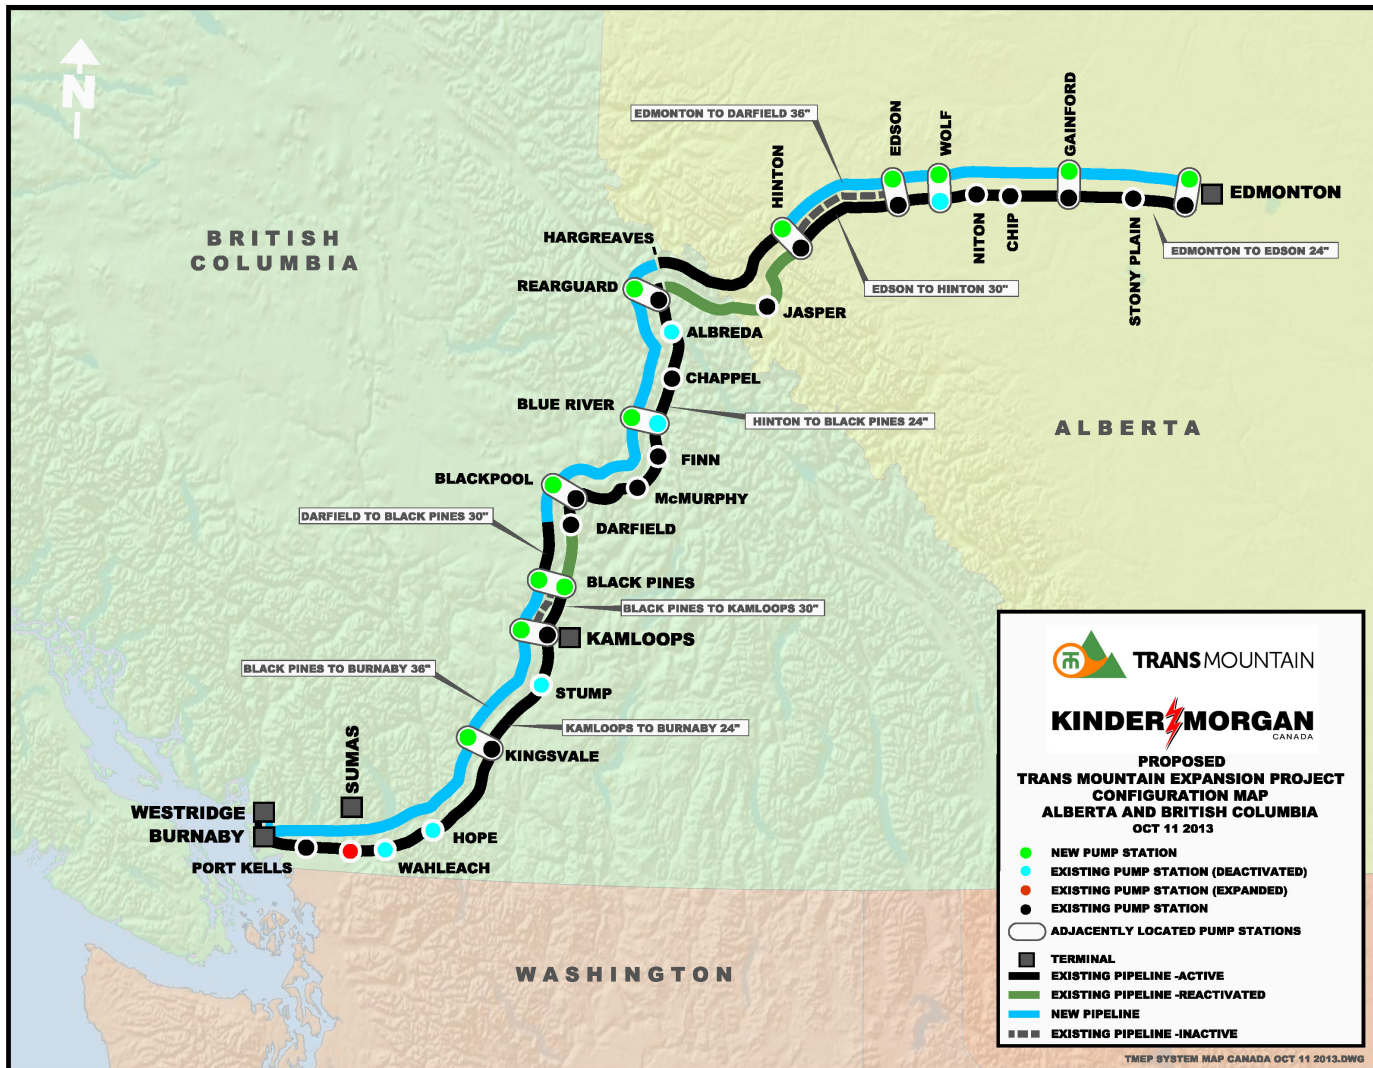 N
EDMONTON TO DARFIELD 36"
EDSON
WOLF
GAINFORD
HINTON
EDMONTON
BRITISH
COLUMBIA
HARGREAVES
NITON
CHIP
STONY PLAIN
EDMONTON TO EDSON 24"
REARGUARD
EDSON TO HINTON 30"
JASPER
ALBREDA
CHAPPEL
BLUE RIVER
HINTON TO BLACK PINES 24"
ALBERTA
FINN
BLACKPOOL
McMURPHY
DARFIELD TO BLACK PINES 30"
DARFIELD
BLACK PINES
BLACK PINES TO KAMLOOPS 30"
KAMLOOPS
BLACK PINES TO BURNABY 36"
STUMP
KAMLOOPS TO BURNABY 24"
KINGSVALE
SUMAS
WESTRIDGE
BURNABY
HOPE
PORT KELLS
WAHLEACH
WASHINGTON
TRANSMOUNTAIN
KINDER MORGAN
CANADA
PROPOSED
TRANS MOUNTAIN EXPANSION PROJECT
CONFIGURATION MAP
ALBERTA AND BRITISH COLUMBIA
OCT 11 2013
NEW PUMP STATION
EXISTING PUMP STATION (DEACTIVATED)
EXISTING PUMP STATION (EXPANDED)
EXISTING PUMP STATION
ADJACENTLY LOCATED PUMP STATIONS
TERMINAL
EXISTING PIPELINE -ACTIVE
EXISTING PIPELINE -REACTIVATED
NEW PIPELINE
EXISTING PIPELINE -INACTIVE
TMEP SYSTEM MAP CANADA OCT 11 2013.DWG